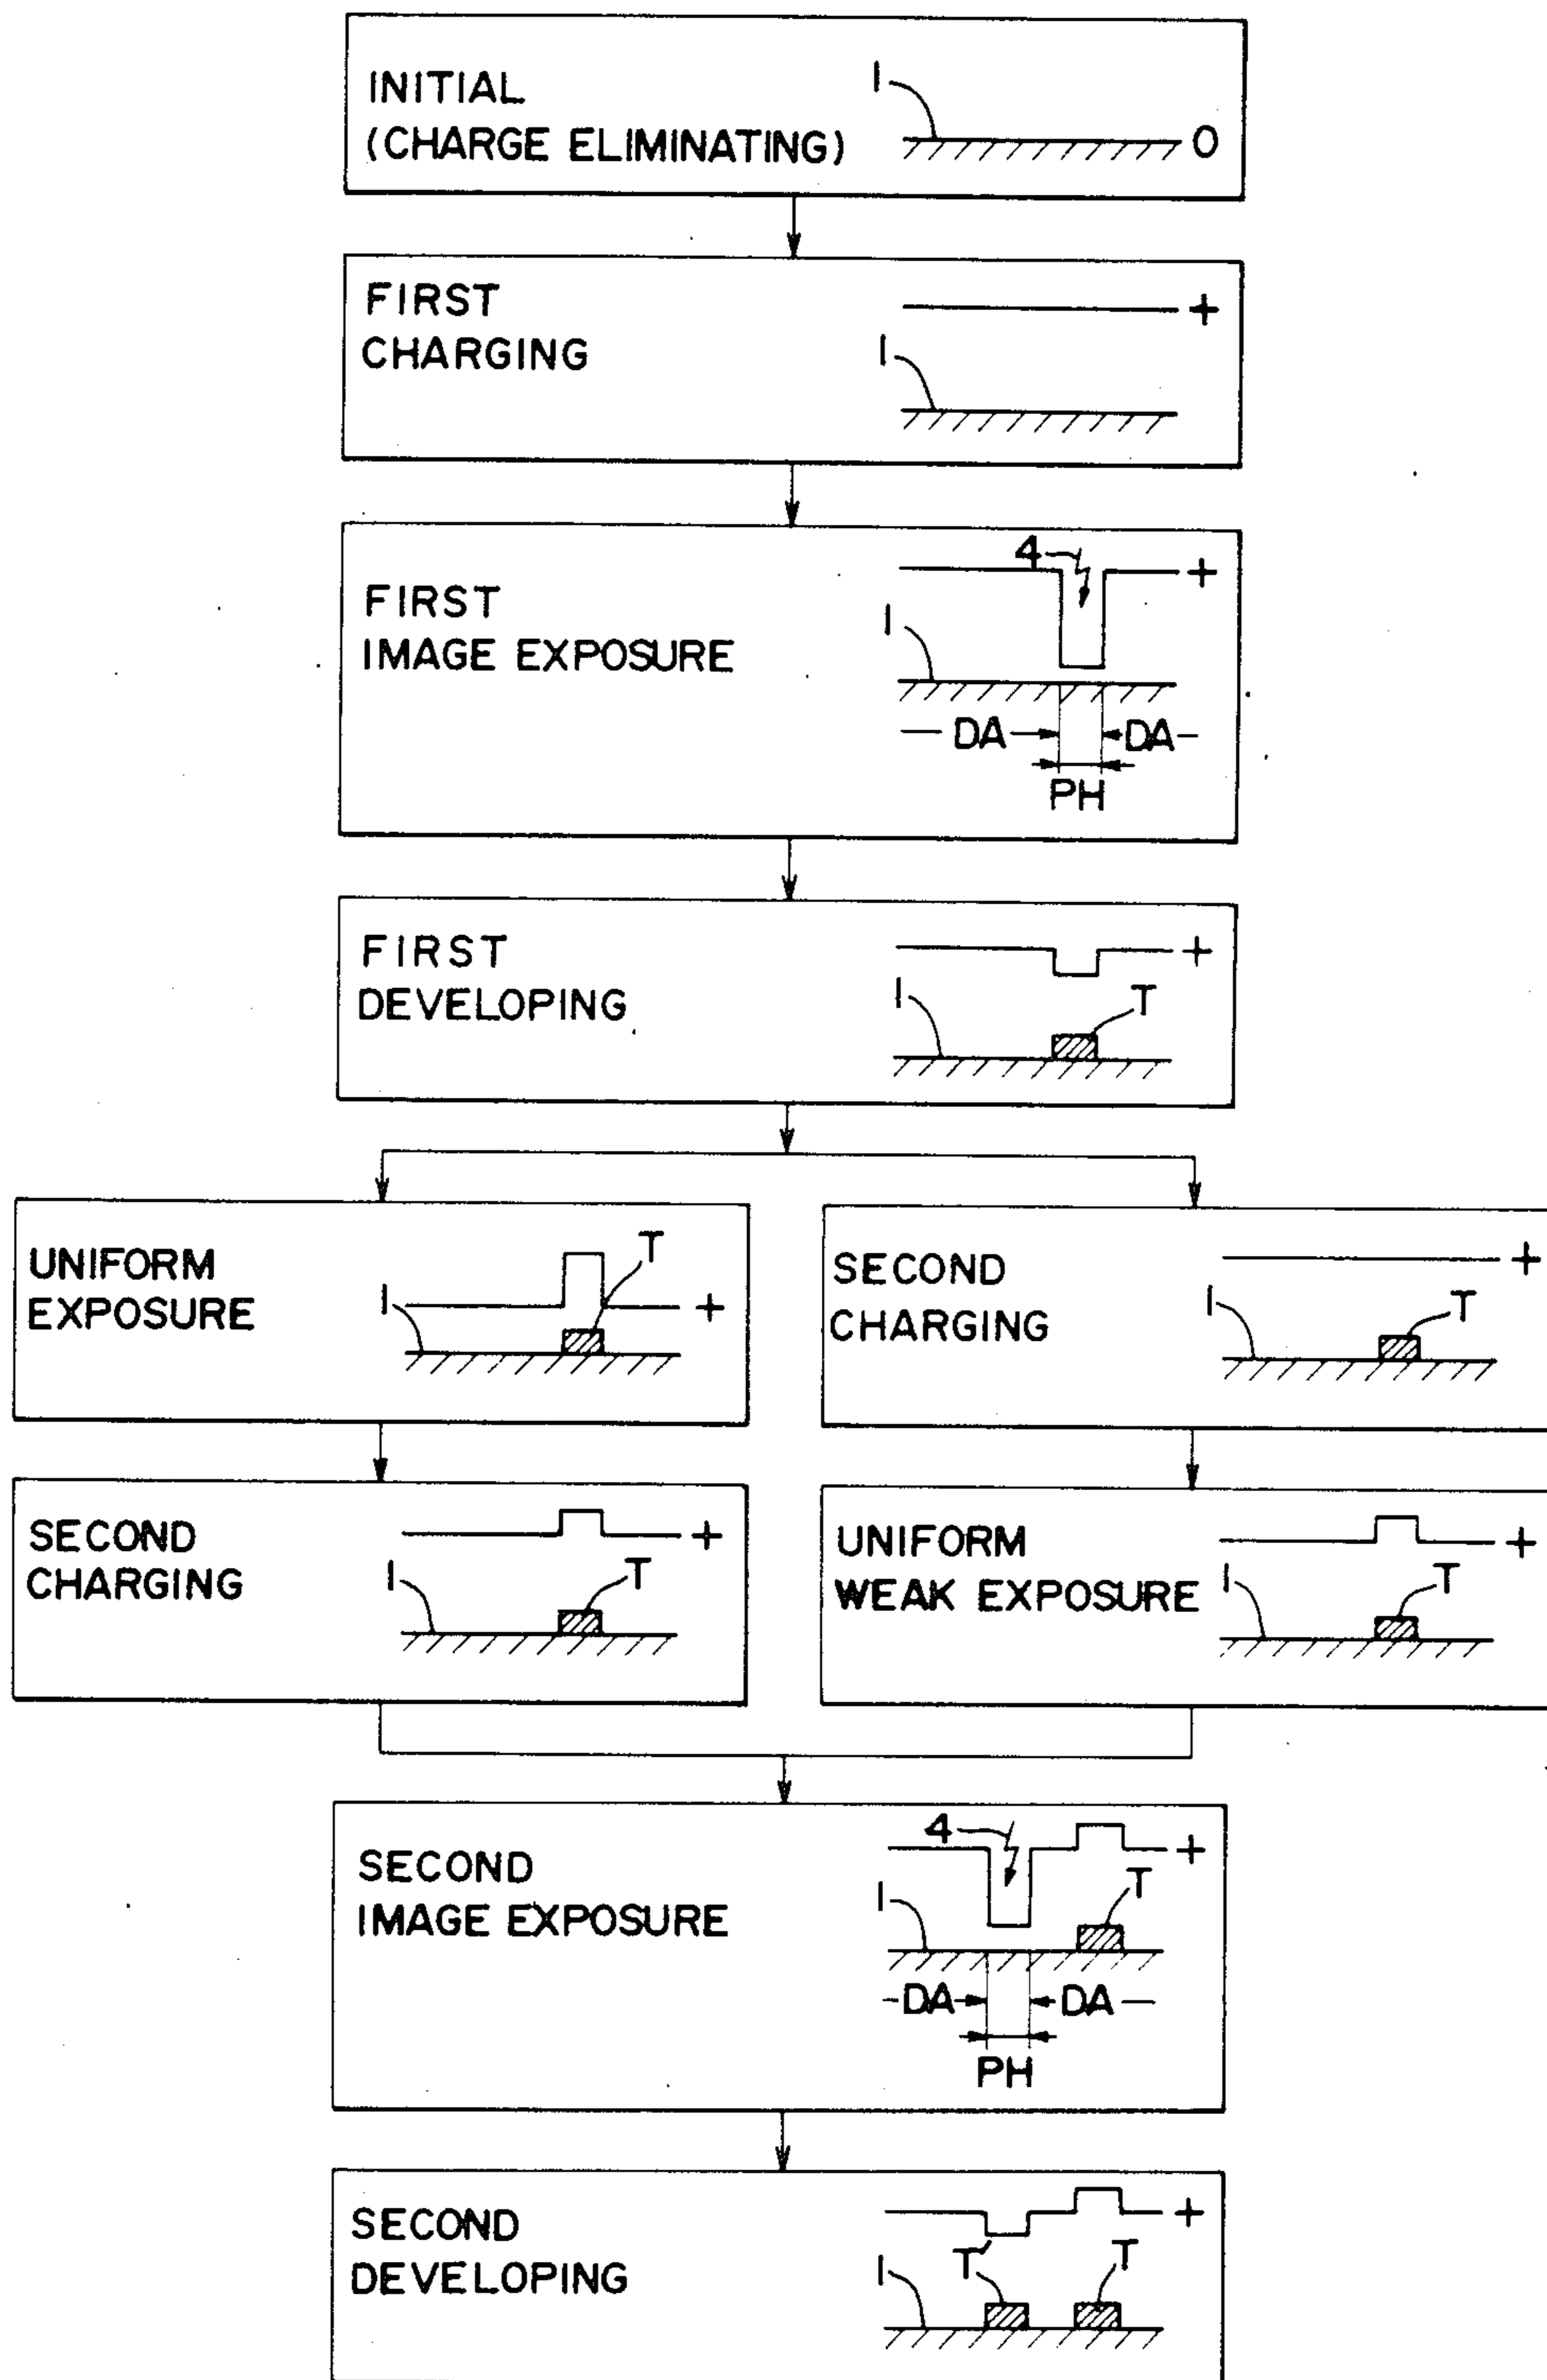 INITIAL
(CHARGE ELIMINATING)
1
0
FIRST
CHARGING
+
1
FIRST
IMAGE EXPOSURE
4
+
1
DA
DA
PH
FIRST
DEVELOPING
+
1
T
UNIFORM
EXPOSURE
1
T
+
SECOND
CHARGING
+
1
T
SECOND
CHARGING
+
1
T
UNIFORM
WEAK EXPOSURE
+
1
T
SECOND
IMAGE EXPOSURE
4
+
1
T
DA
DA
PH
SECOND
DEVELOPING
+
1
T'
T